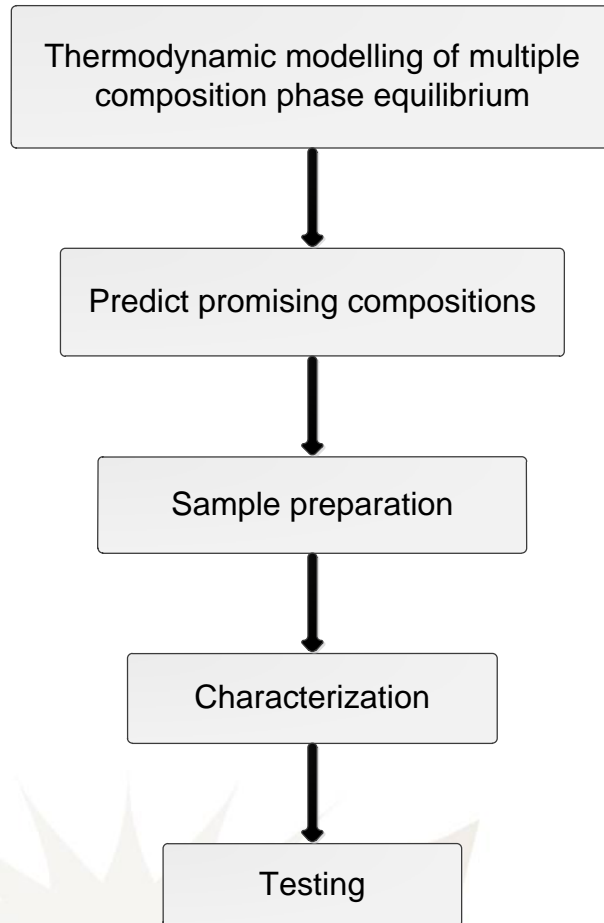 Thermodynamic modelling of multiple
composition phase equilibrium
Predict promising compositions
Sample preparation
Characterization
Testing